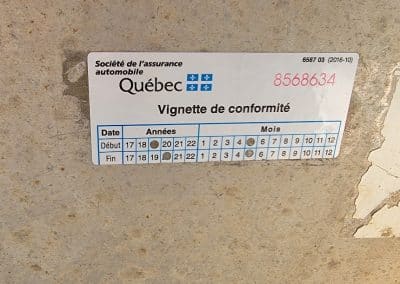 Société de l'assurance
automobile
Québec
6567 03 (2016-10)
8568634
Vignette de conformité
Date Années Mois
Début 17 18 20 21 22 1 2 3 4 6 7 8 9 10 11 12
Fin 17 18 19 21 22 1 2 3 4 6 7 8 9 10 11 12